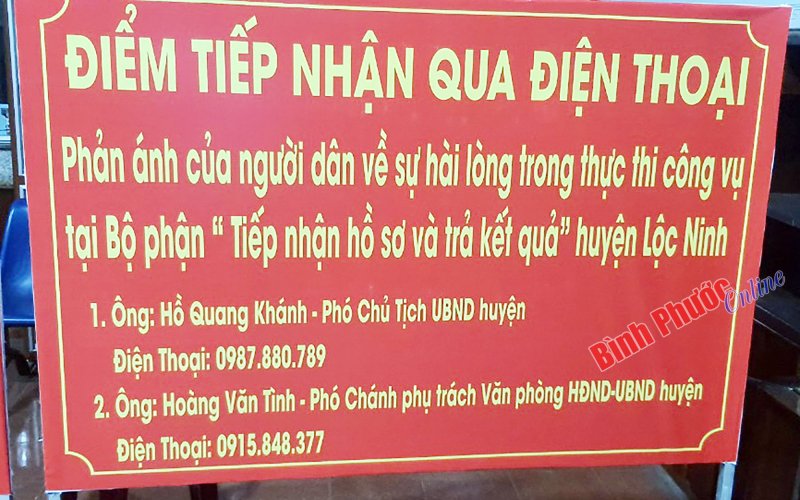 ĐIỂM TIẾP NHẬN QUA ĐIỆN THOẠI
Phản ánh của người dân về sự hài lòng trong thực thi công vụ
tại Bộ phận “ Tiếp nhận hồ sơ và trả kết quả” huyện Lộc Ninh
1. Ông: Hồ Quang Khánh - Phó Chủ Tịch UBND huyện
Điện Thoại: 0987.880.789
2. Ông: Hoàng Văn Tình - Phó Chánh phụ trách Văn phòng HĐND-UBND huyện
Điện Thoại: 0915.848.377
Bình Phước Online